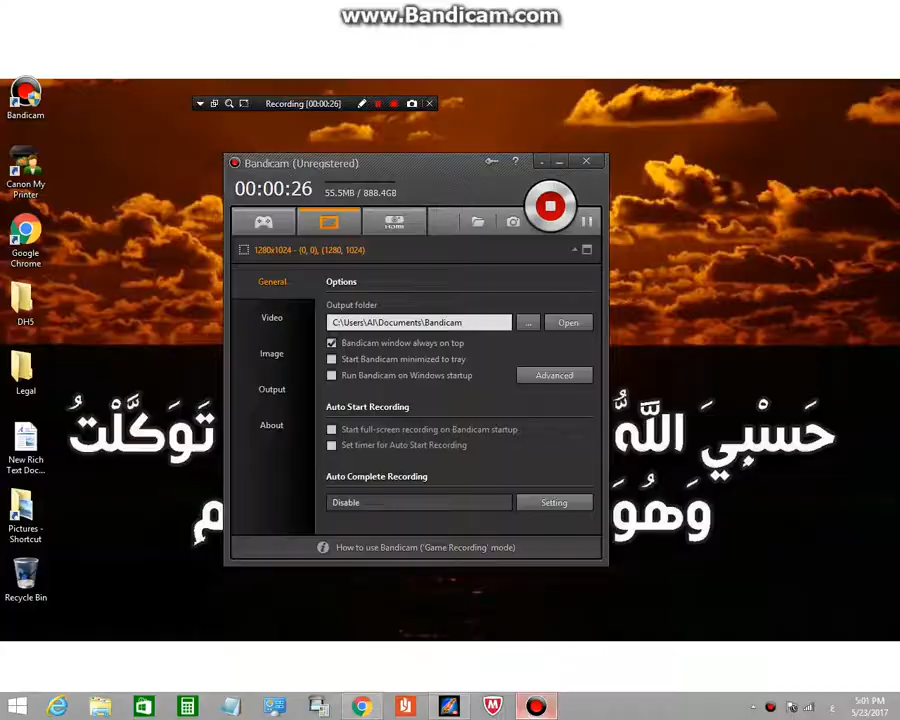 www.Bandicam.com
Bandicam
Canon My
Printer
Google
Chrome
DH5
Legal
New Rich
Text Doc...
Pictures -
Shortcut
Recycle Bin
Recording [00:00:26]
Bandicam (Unregistered)
00:00:26
55.5MB / 888.4GB
HDMI
1280x1024 - (0, 0), (1280, 1024)
General
Video
Image
Output
About
Options
Output folder
C:\Users\Al\Documents\Bandicam
...
Open
Bandicam window always on top
Start Bandicam minimized to tray
Run Bandicam on Windows startup
Advanced
Auto Start Recording
Start full-screen recording on Bandicam startup
Set timer for Auto Start Recording
Auto Complete Recording
Disable
Setting
How to use Bandicam ('Game Recording' mode)
حَسْبِي اللَّهُ
تَوَكَّلْتُ
وَهُوَ
5:01 PM
5/23/2017